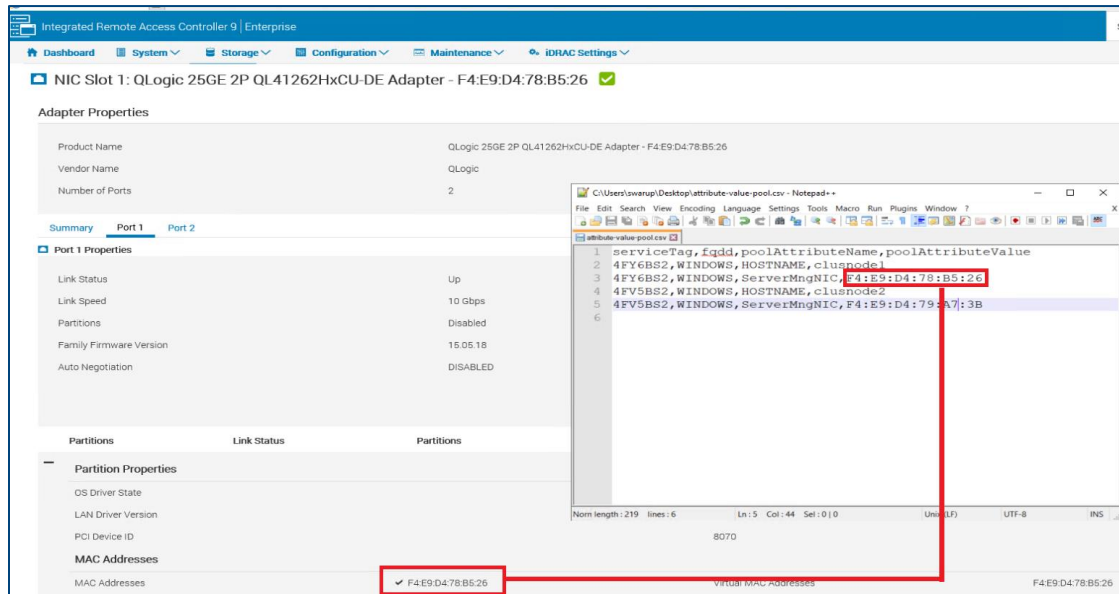 Integrated Remote Access Controller 9 | Enterprise
Dashboard System Storage Configuration Maintenance iDRAC Settings
NIC Slot 1: QLogic 25GE 2P QL41262HxCU-DE Adapter - F4:E9:D4:78:B5:26
Adapter Properties
Product Name QLogic 25GE 2P QL41262HxCU-DE Adapter - F4:E9:D4:78:B5:26
Vendor Name QLogic
Number of Ports 2
Summary Port 1 Port 2
Port 1 Properties
Link Status Up
Link Speed 10 Gbps
Partitions Disabled
Family Firmware Version 15.05.18
Auto Negotiation DISABLED
Partitions Link Status Partitions
Partition Properties
OS Driver State
LAN Driver Version
PCI Device ID 8070
MAC Addresses
MAC Addresses F4:E9:D4:78:B5:26 Virtual MAC Addresses F4:E9:D4:78:B5:26
C:\Users\swarup\Desktop\attribute-value-pool.csv - Notepad++
File Edit Search View Encoding Language Settings Tools Macro Run Plugins Window ? X
attribute-value-pool.csv
1 serviceTag,fqdd,poolAttributeName,poolAttributeValue
2 4FY6BS2,WINDOWS,HOSTNAME,clusnode1
3 4FY6BS2,WINDOWS,ServerMngNIC,F4:E9:D4:78:B5:26
4 4FV5BS2,WINDOWS,HOSTNAME,clusnode2
5 4FV5BS2,WINDOWS,ServerMngNIC,F4:E9:D4:79:A7:3B
6
Norn length : 219 lines : 6 Ln : 5 Col : 44 Sel : 0 | 0 (LF) UTF-8 INS